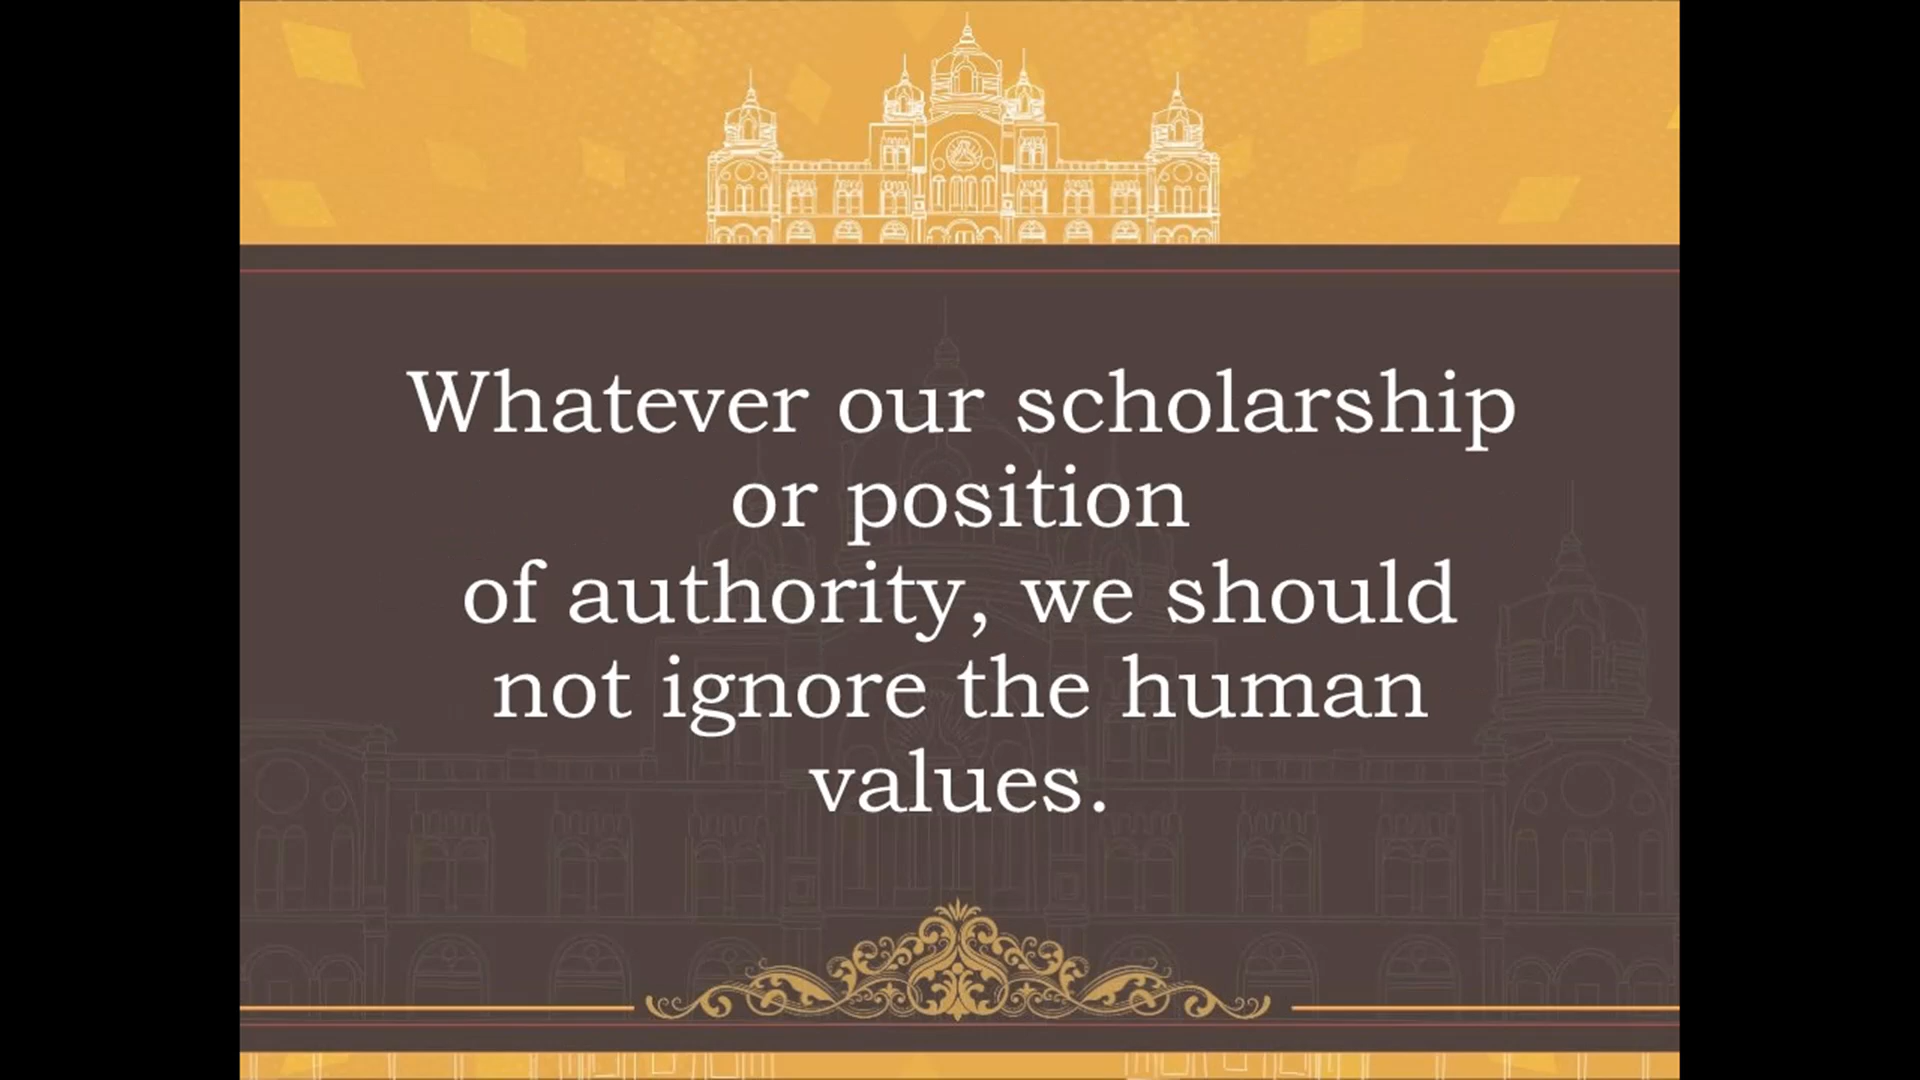 Whatever our scholarship
or position
of authority, we should
not ignore the human
values.